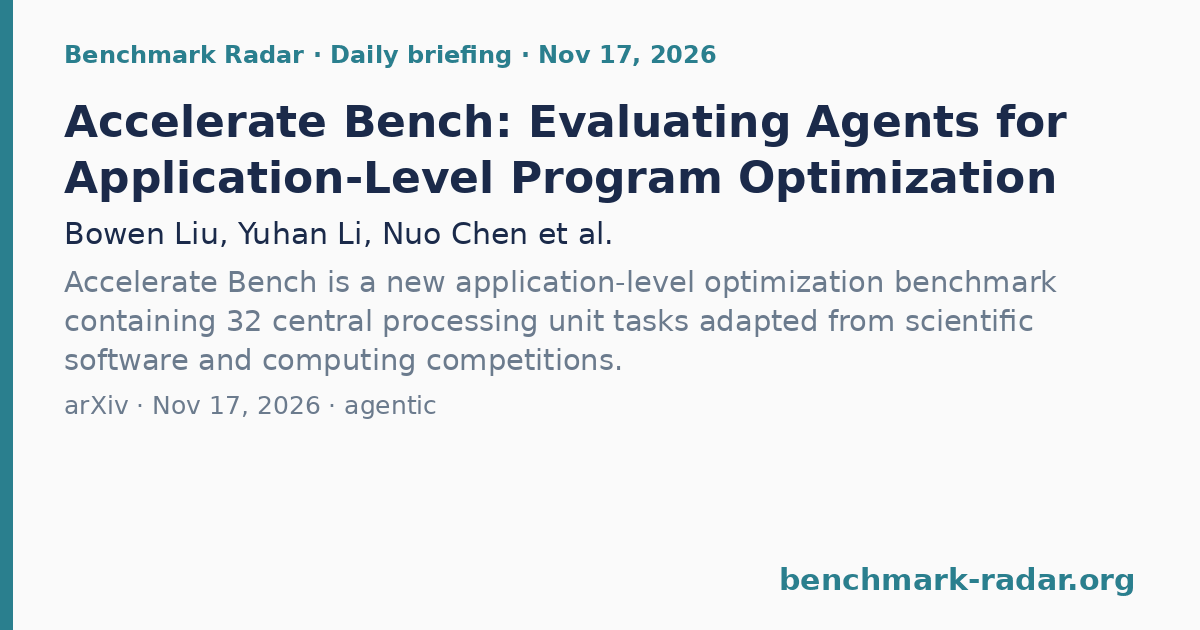 Benchmark Radar · Daily briefing · Nov 17, 2026
Accelerate Bench: Evaluating Agents for
Application-Level Program Optimization
Bowen Liu, Yuhan Li, Nuo Chen et al.
Accelerate Bench is a new application-level optimization benchmark
containing 32 central processing unit tasks adapted from scientific
software and computing competitions.
arXiv · Nov 17, 2026 · agentic
benchmark-radar.org